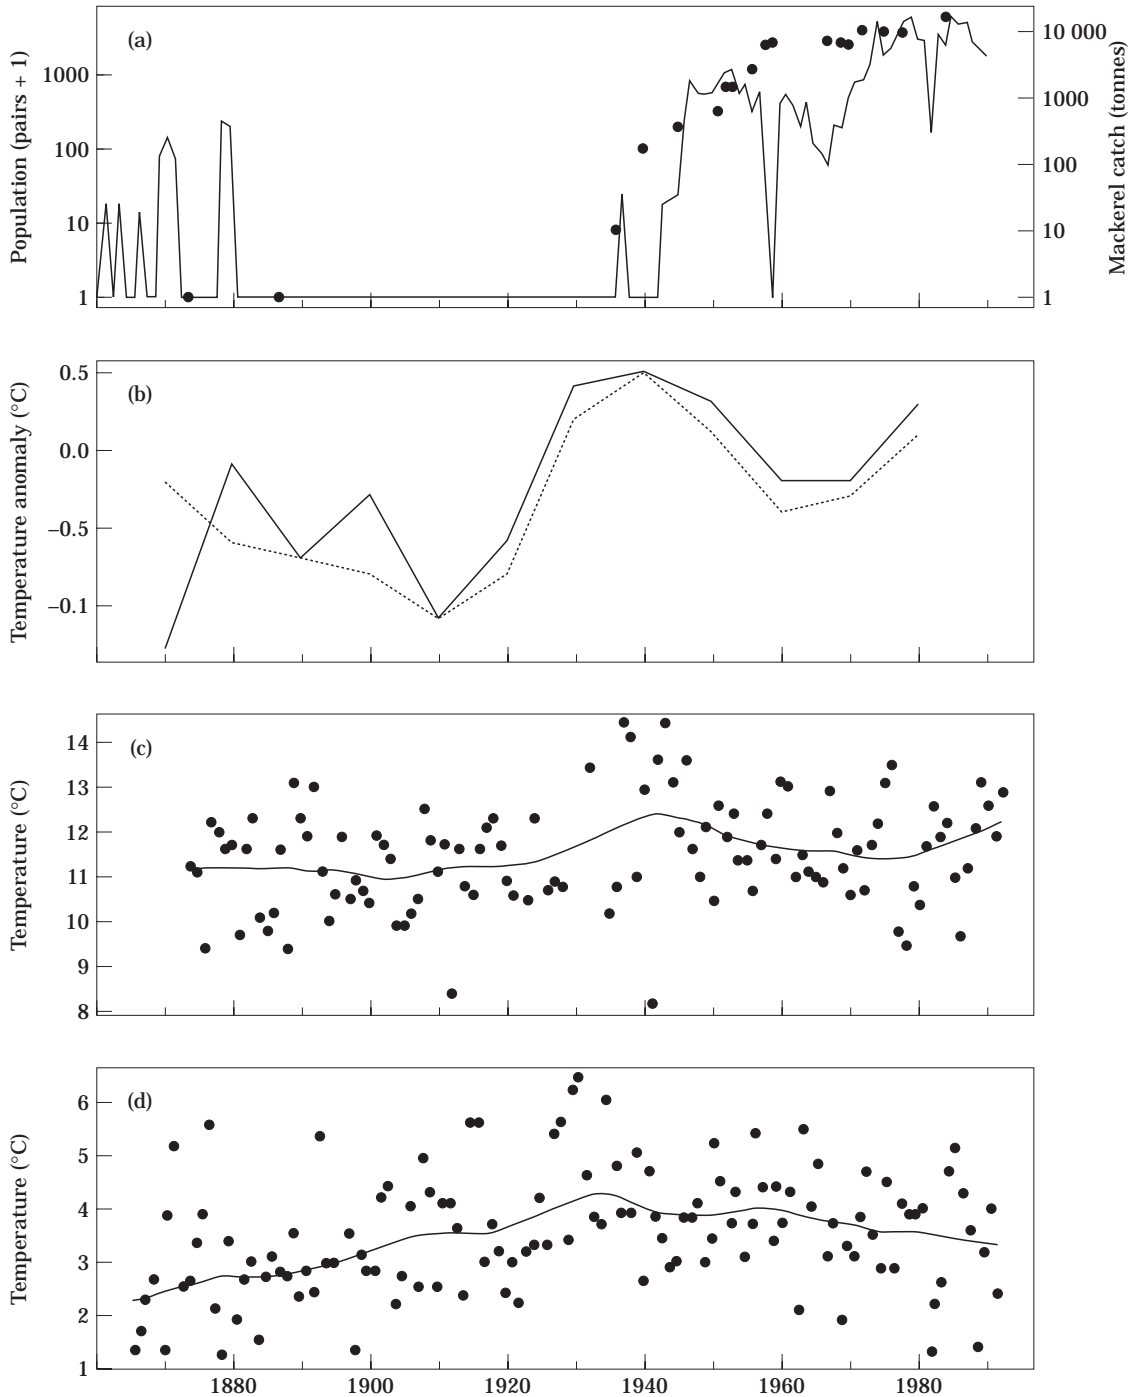 (a)
Population (pairs + 1)
1000
100
10
1
Mackerel catch (tonnes)
10 000
1000
100
10
1
(b)
Temperature anomaly (°C)
0.5
0.0
–0.5
–0.1
(c)
Temperature (°C)
14
13
12
11
10
9
8
(d)
Temperature (°C)
6
5
4
3
2
1
1880 1900 1920 1940 1960 1980